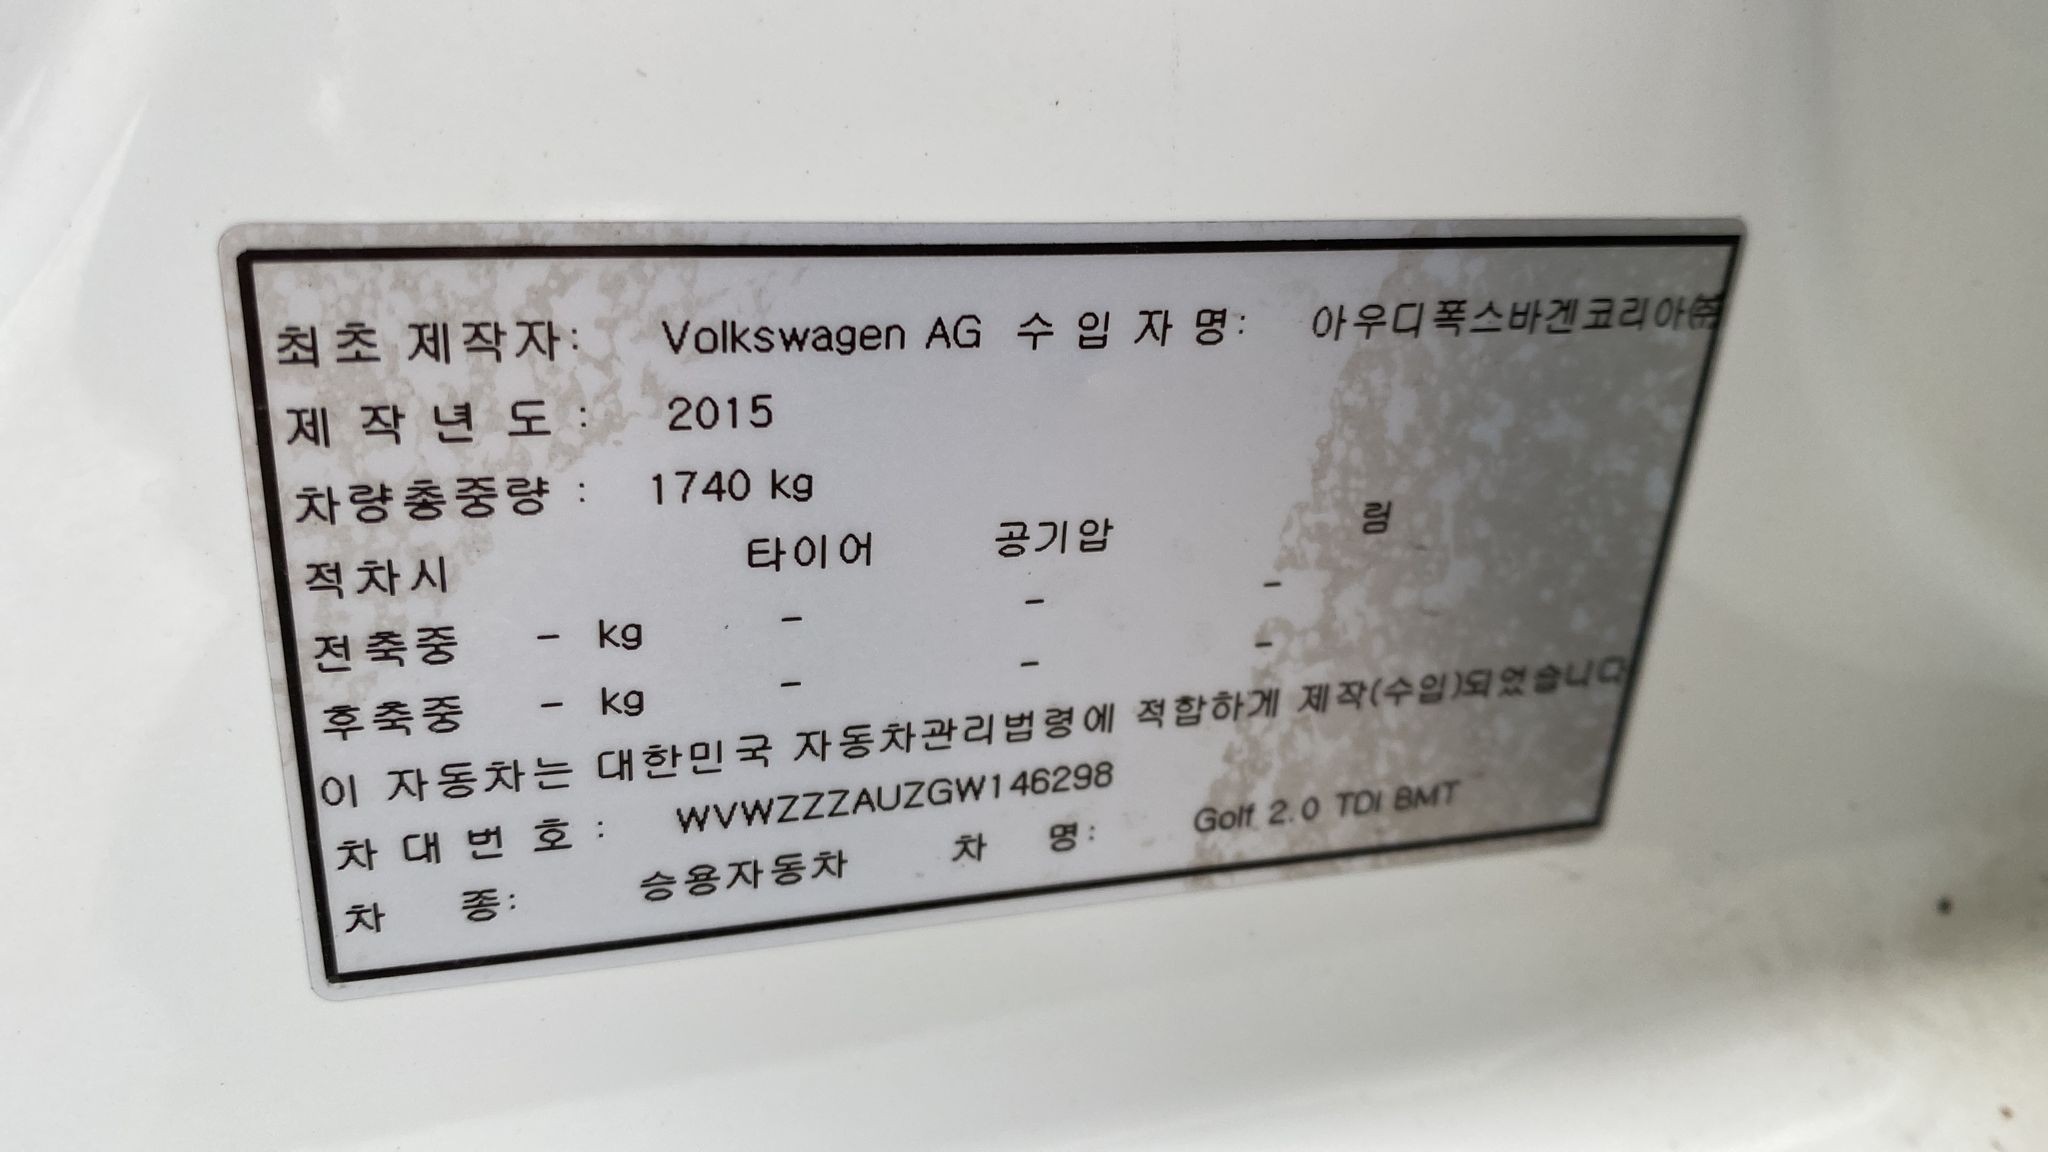 최초 제작자: Volkswagen AG 수 입 자 명: 아우디폭스바겐코리아㈜
제 작 년 도 : 2015
차량총중량 : 1740 kg
적차시 타이어 공기압 림
전축중 - kg - - -
후축중 - kg - - -
이 자동차는 대한민국 자동차관리법령에 적합하게 제작(수입)되었습니다
차 대 번 호 : WVWZZZAUZGW146298
차 종: 승용자동차 차 명: Golf 2.0 TDI BMT